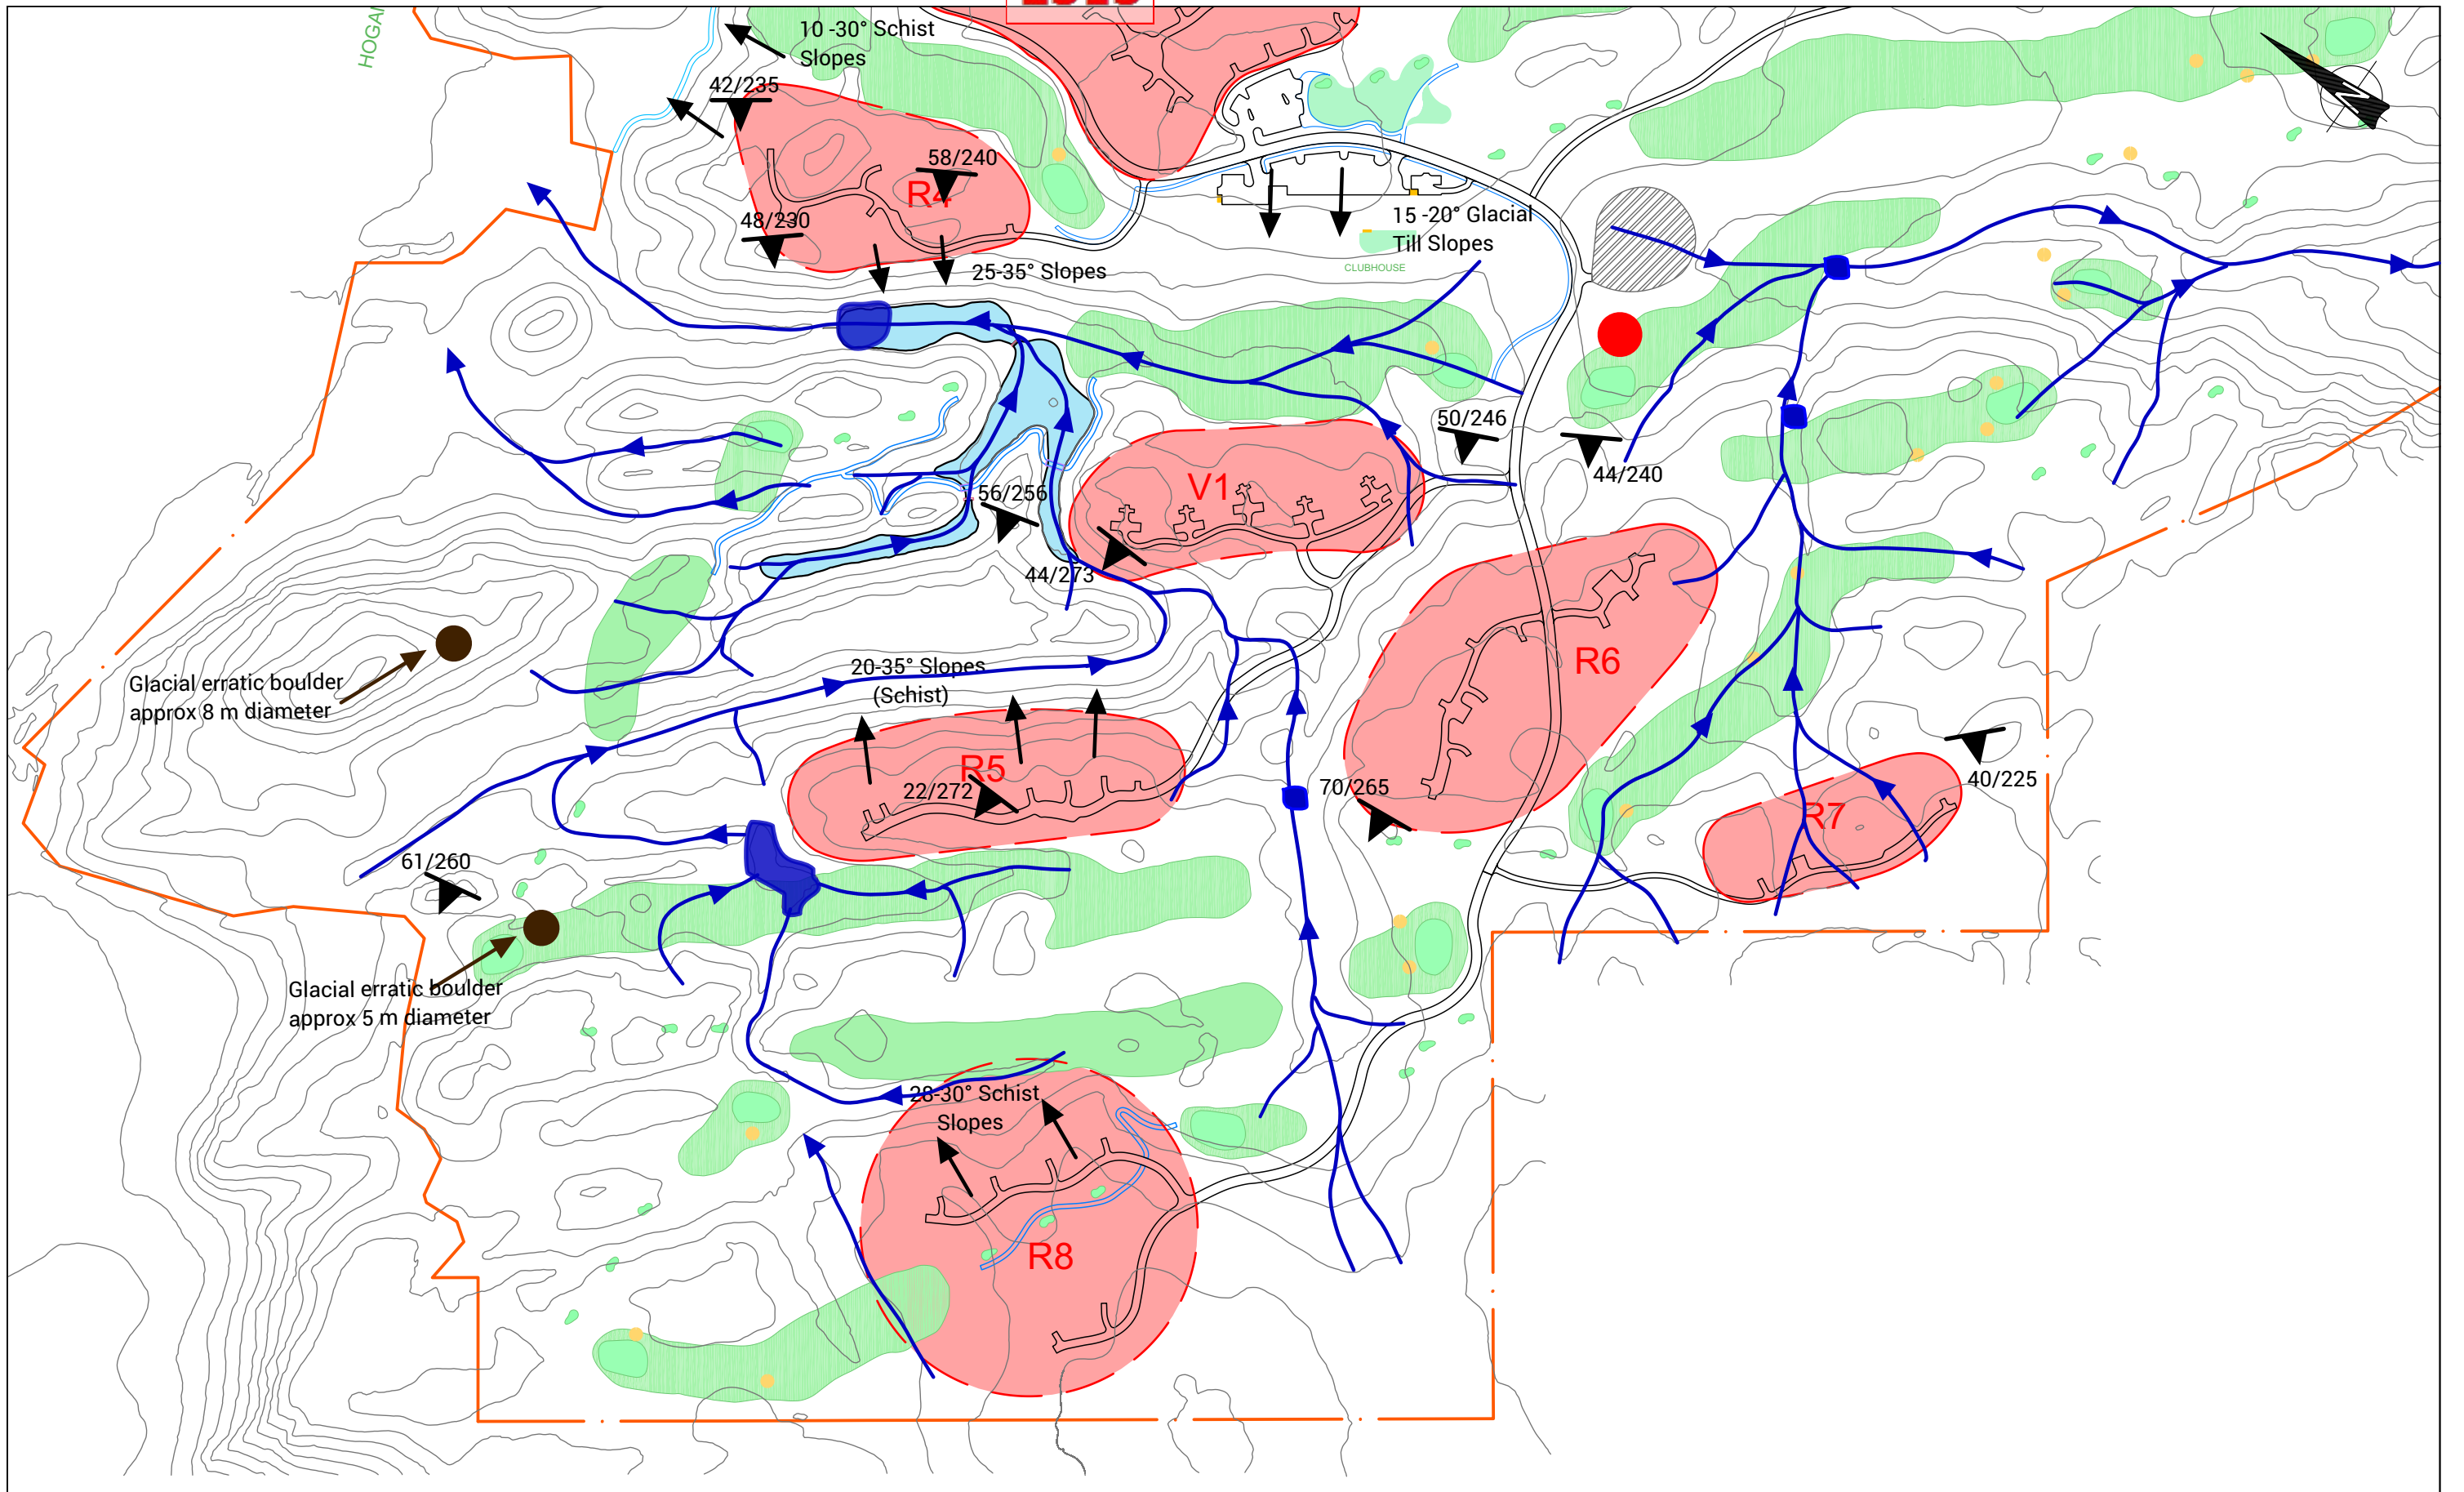 HOGA
10 -30° Schist
Slopes
42/235
58/240
R4
48/230
15 -20° Glacial
Till Slopes
CLUBHOUSE
25-35° Slopes
50/246
44/240
V1
56/256
44/273
R6
20-35° Slopes
(Schist)
Glacial erratic boulder
approx 8 m diameter
R5
22/272
70/265
40/225
R7
61/260
Glacial erratic boulder
approx 5 m diameter
28-30° Schist
Slopes
R8